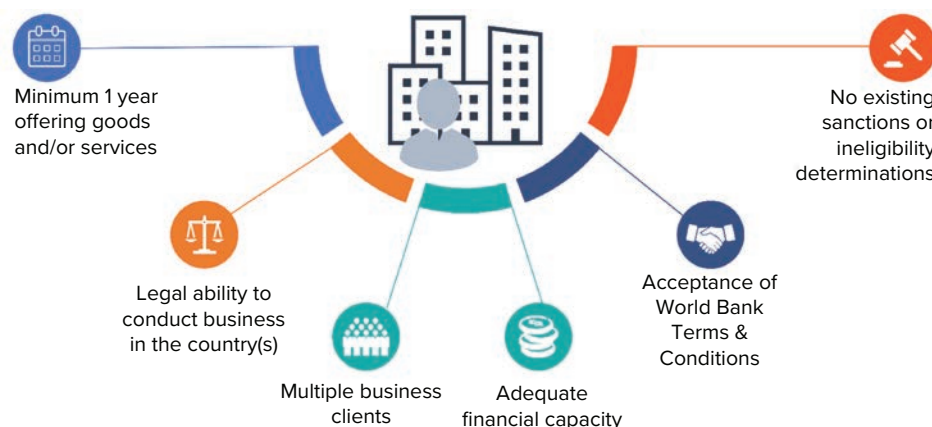 Minimum 1 year
offering goods
and/or services
Legal ability to
conduct business
in the country(s)
Multiple business
clients
Adequate
financial capacity
Acceptance of
World Bank
Terms &
Conditions
No existing
sanctions or
ineligibility
determinations